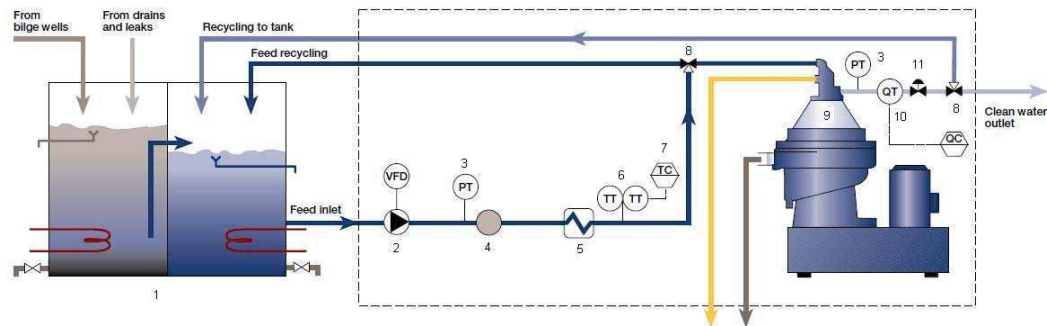 From
bilge wells
From drains
and leaks
Recycling to tank
Feed recycling
8
PT
3
11
QT
8
9
10
Clean water
outlet
QC
7
TC
3
6
VFD
PT
TT
TT
Feed inlet
2
4
5
1